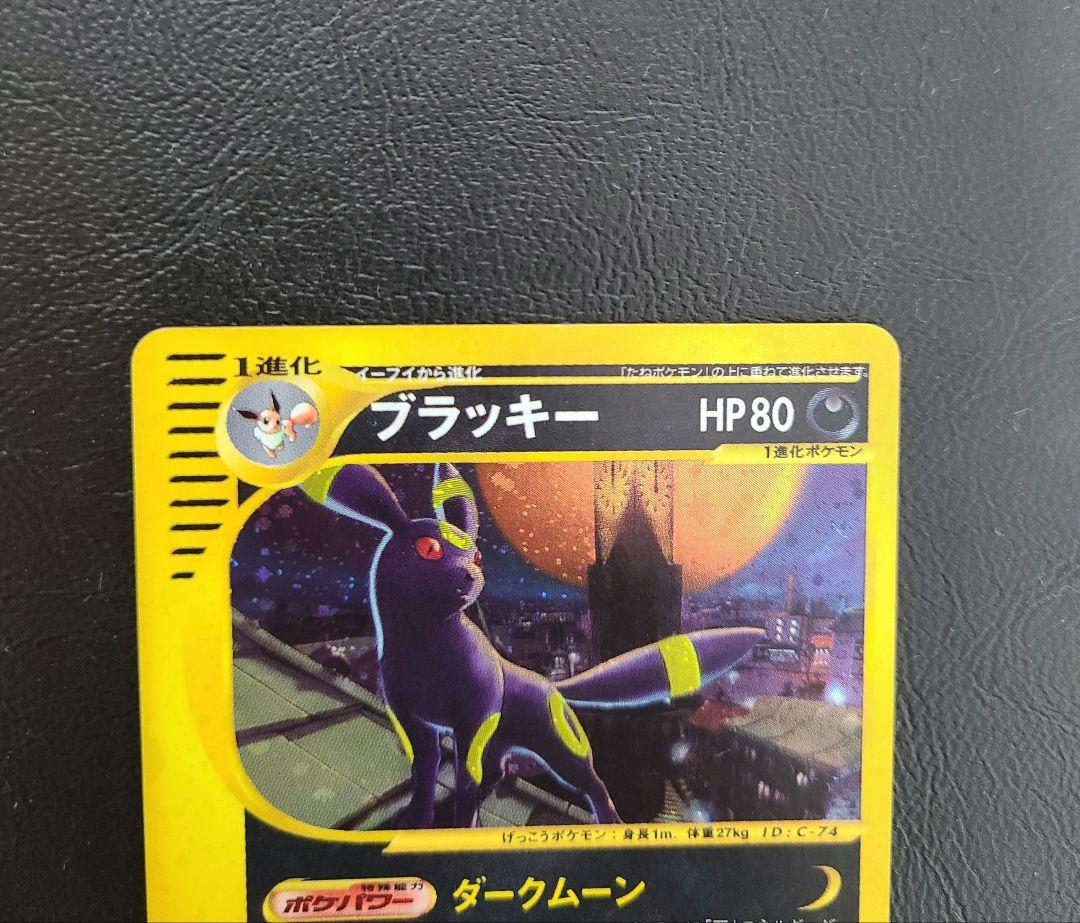 1進化
イーブイから進化
「たねポケモン」の上に重ねて進化させます。
ブラッキー HP80
1進化ポケモン
げっこうポケモン：身長1m、体重27kg ID：C-74
特殊能力
ポケパワー ダークムーン